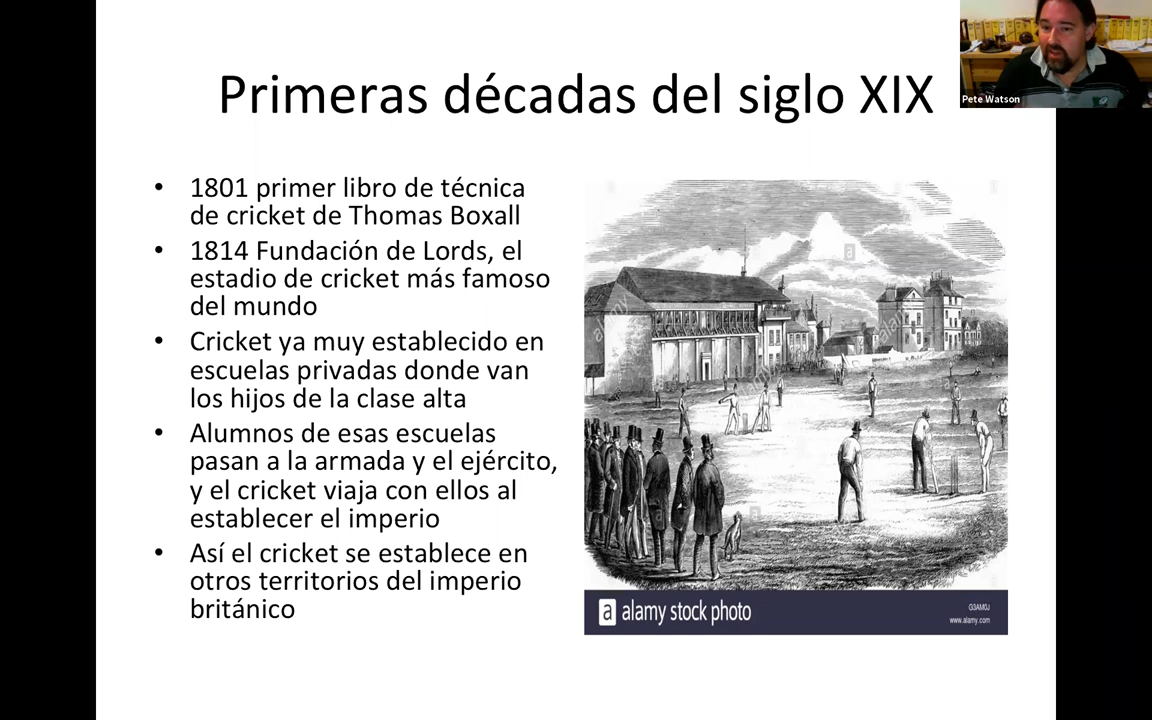 Primeras décadas del siglo XIX
Pete Watson
• 1801 primer libro de técnica
de cricket de Thomas Boxall
• 1814 Fundación de Lords, el
estadio de cricket más famoso
del mundo
• Cricket ya muy establecido en
escuelas privadas donde van
los hijos de la clase alta
• Alumnos de esas escuelas
pasan a la armada y el ejército,
y el cricket viaja con ellos al
establecer el imperio
• Así el cricket se establece en
otros territorios del imperio
británico
alamy
alamy
a
a
a alamy stock photo
G3AM0J
www.alamy.com